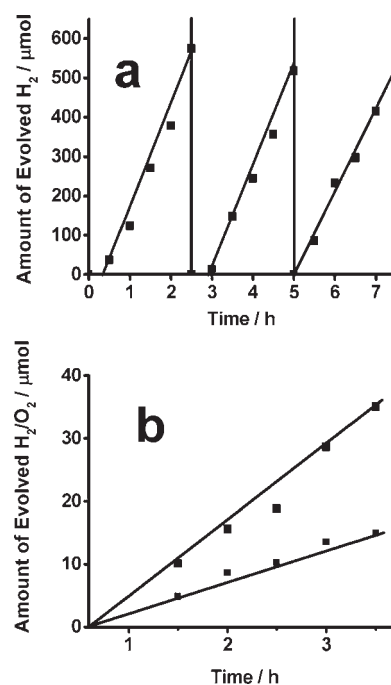 a
Amount of Evolved H2 / μmol
600
500
400
300
200
100
0
0 1 2 3 4 5 6 7
Time / h
b
Amount of Evolved H2/O2 / μmol
40
30
20
10
0
1 2 3
Time / h